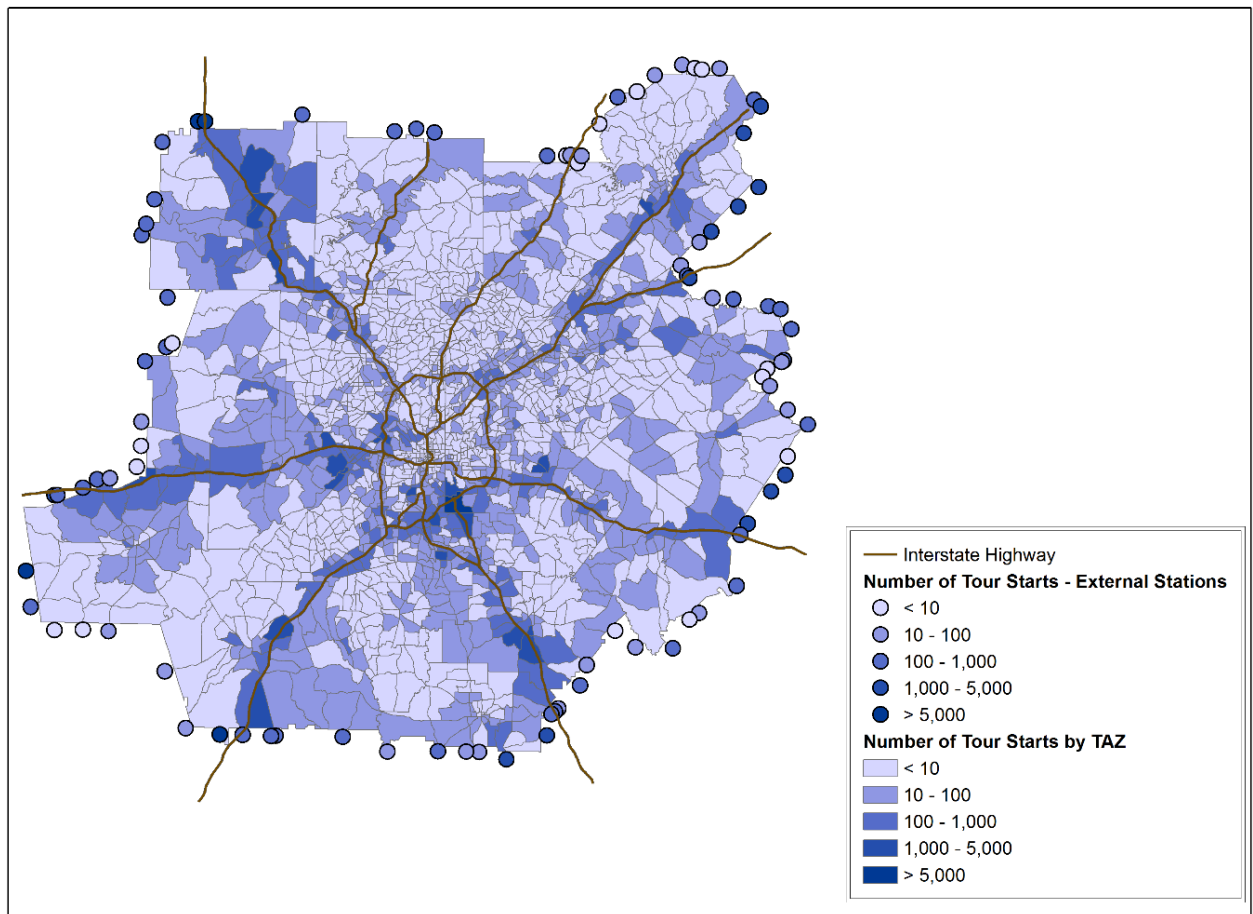 Interstate Highway
Number of Tour Starts - External Stations
< 10
10 - 100
100 - 1,000
1,000 - 5,000
> 5,000
Number of Tour Starts by TAZ
< 10
10 - 100
100 - 1,000
1,000 - 5,000
> 5,000